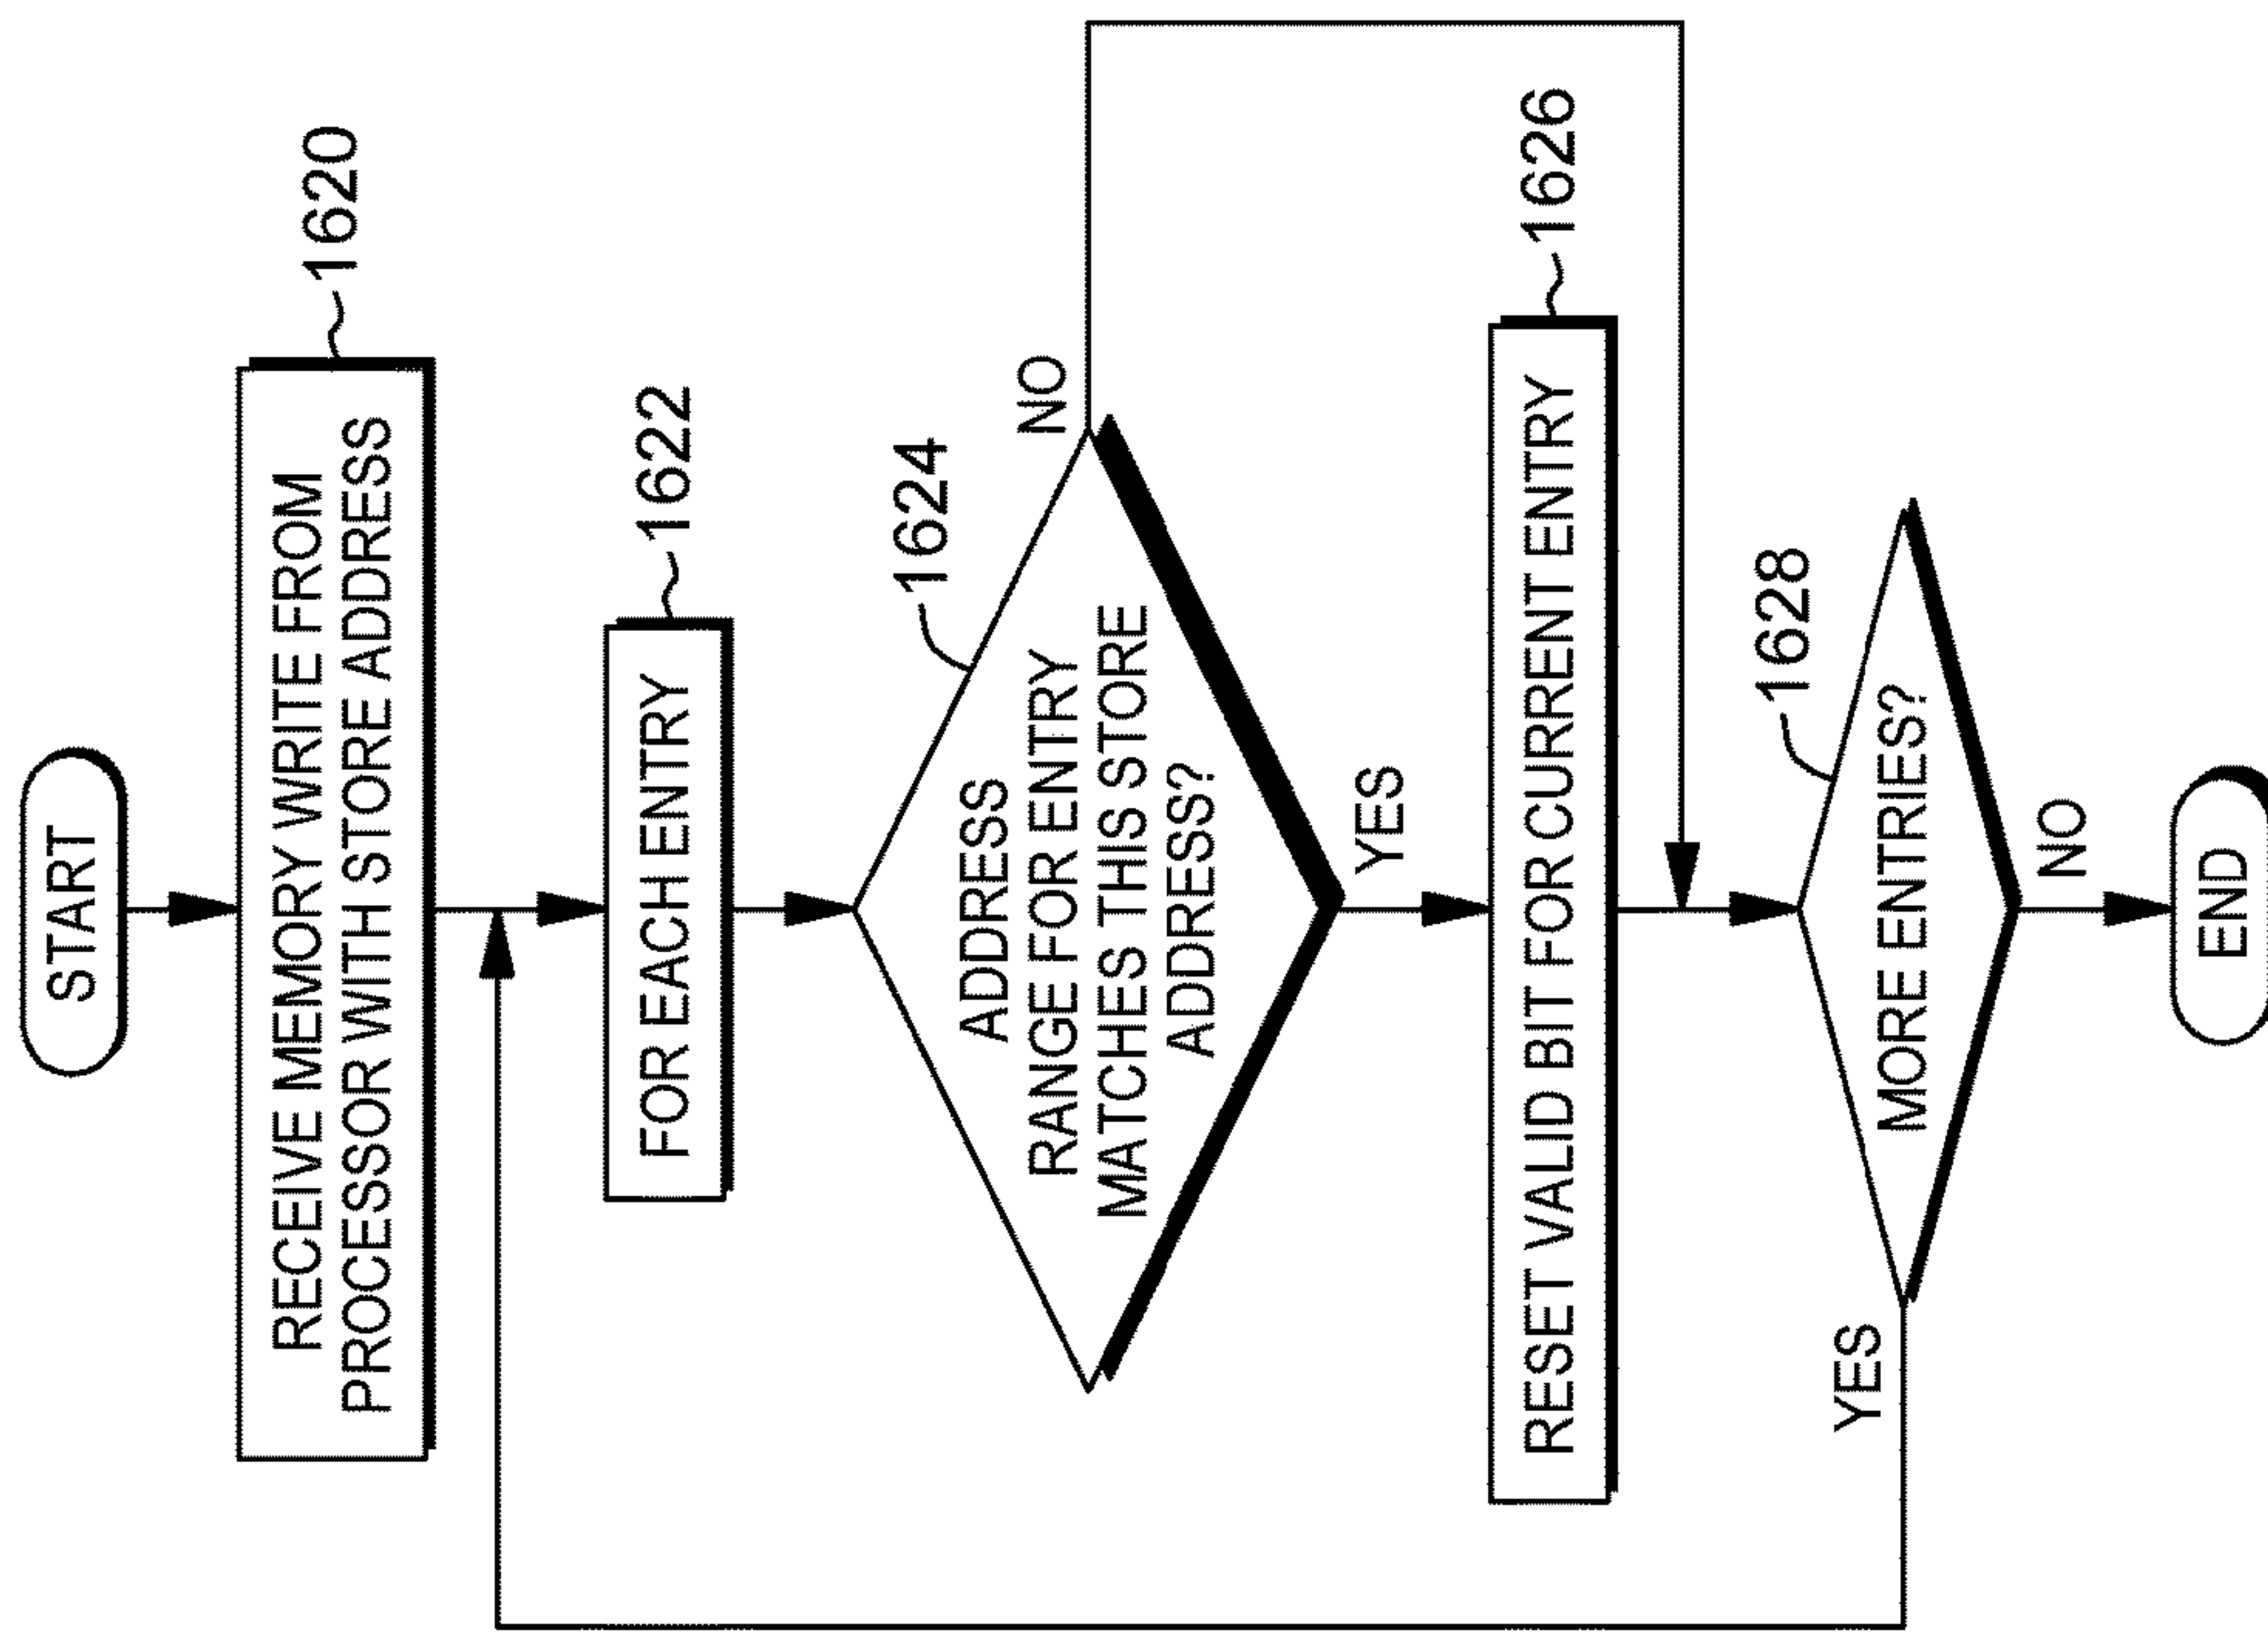 START
RECEIVE MEMORY WRITE FROM
PROCESSOR WITH STORE ADDRESS
1620
FOR EACH ENTRY
1622
ADDRESS
RANGE FOR ENTRY
MATCHES THIS STORE
ADDRESS?
1624
NO
YES
RESET VALID BIT FOR CURRENT ENTRY
1626
MORE ENTRIES?
1628
YES
NO
END